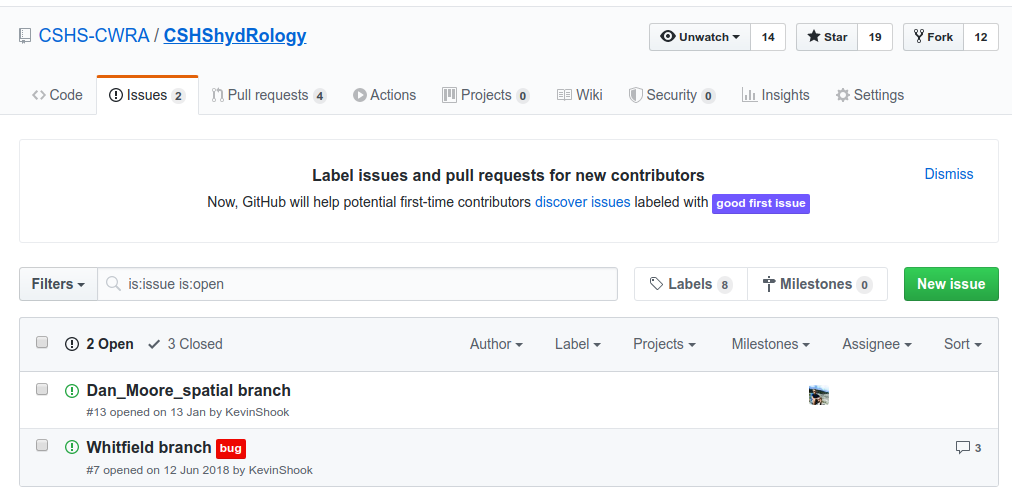 CSHS-CWRA / CSHShydRology
Unwatch 14 Star 19 Fork 12
Code Issues 2 Pull requests 4 Actions Projects 0 Wiki Security 0 Insights Settings
Label issues and pull requests for new contributors
Dismiss
Now, GitHub will help potential first-time contributors discover issues labeled with good first issue
Filters is:issue is:open Labels 8 Milestones 0 New issue
2 Open 3 Closed Author Label Projects Milestones Assignee Sort
Dan_Moore_spatial branch
#13 opened on 13 Jan by KevinShook
Whitfield branch bug 3
#7 opened on 12 Jun 2018 by KevinShook